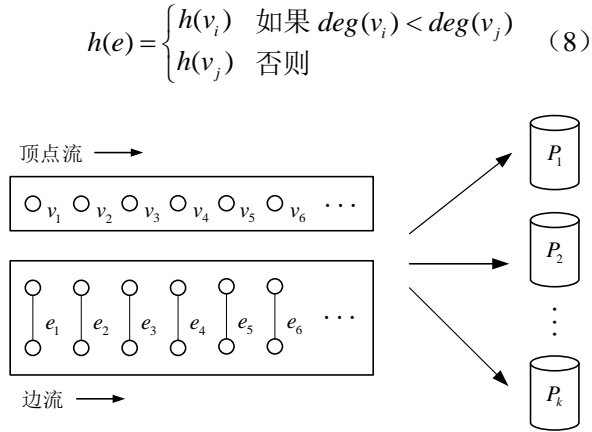 h(e) = { h(v_i) 如果 deg(v_i) < deg(v_j) （8）
h(v_j) 否则
顶点流
v_1 v_2 v_3 v_4 v_5 v_6 ···
e_1 e_2 e_3 e_4 e_5 e_6 ···
边流
P_1
P_2
⋮
P_k